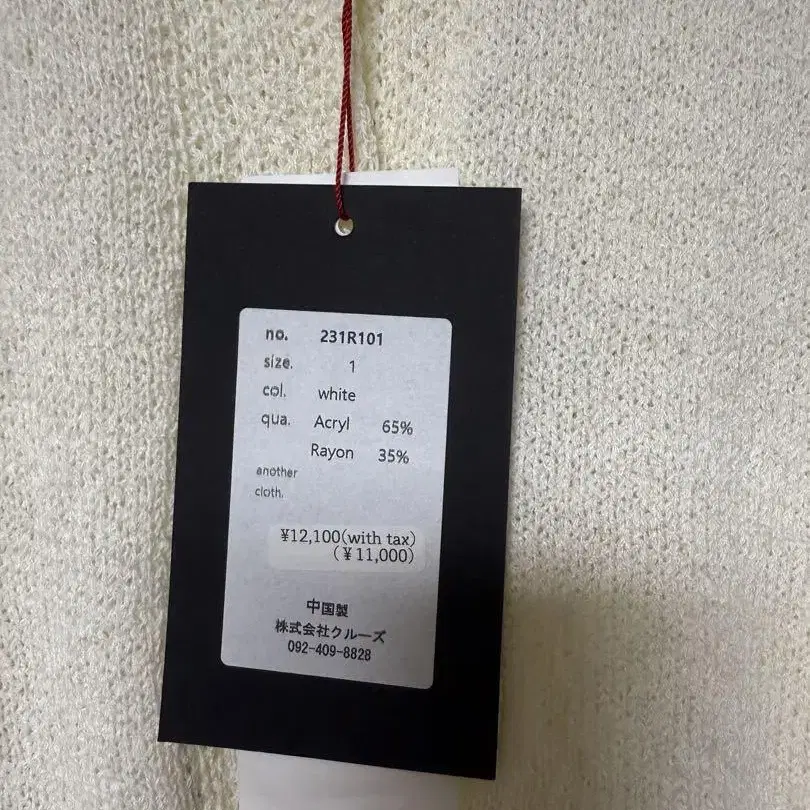 no. 231R101
size. 1
col. white
qua. Acryl 65%
Rayon 35%
another
cloth.
¥12,100(with tax)
(¥11,000)
中国製
株式会社クルーズ
092-409-8828